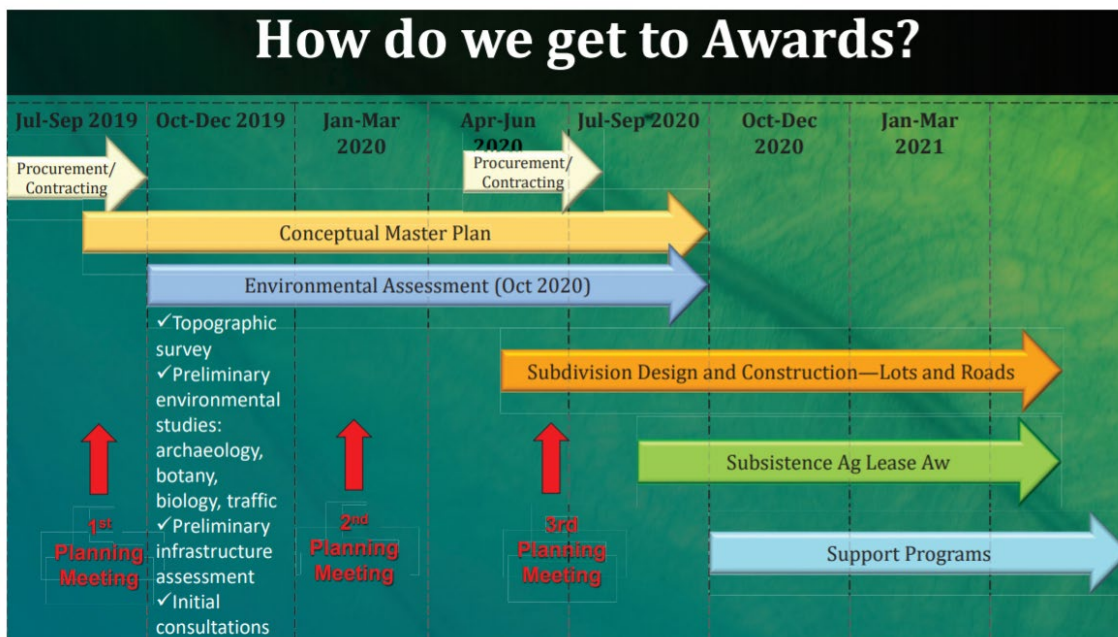 How do we get to Awards?
Jul-Sep 2019
Oct-Dec 2019
Jan-Mar
2020
Apr-Jun
2020
Jul-Sep 2020
Oct-Dec
2020
Jan-Mar
2021
Procurement/
Contracting
Procurement/
Contracting
Conceptual Master Plan
Environmental Assessment (Oct 2020)
✓Topographic
survey
✓Preliminary
environmental
studies:
archaeology,
botany,
biology, traffic
✓Preliminary
infrastructure
assessment
✓Initial
consultations
Subdivision Design and Construction—Lots and Roads
Subsistence Ag Lease Aw
Support Programs
1st
Planning
Meeting
2nd
Planning
Meeting
3rd
Planning
Meeting